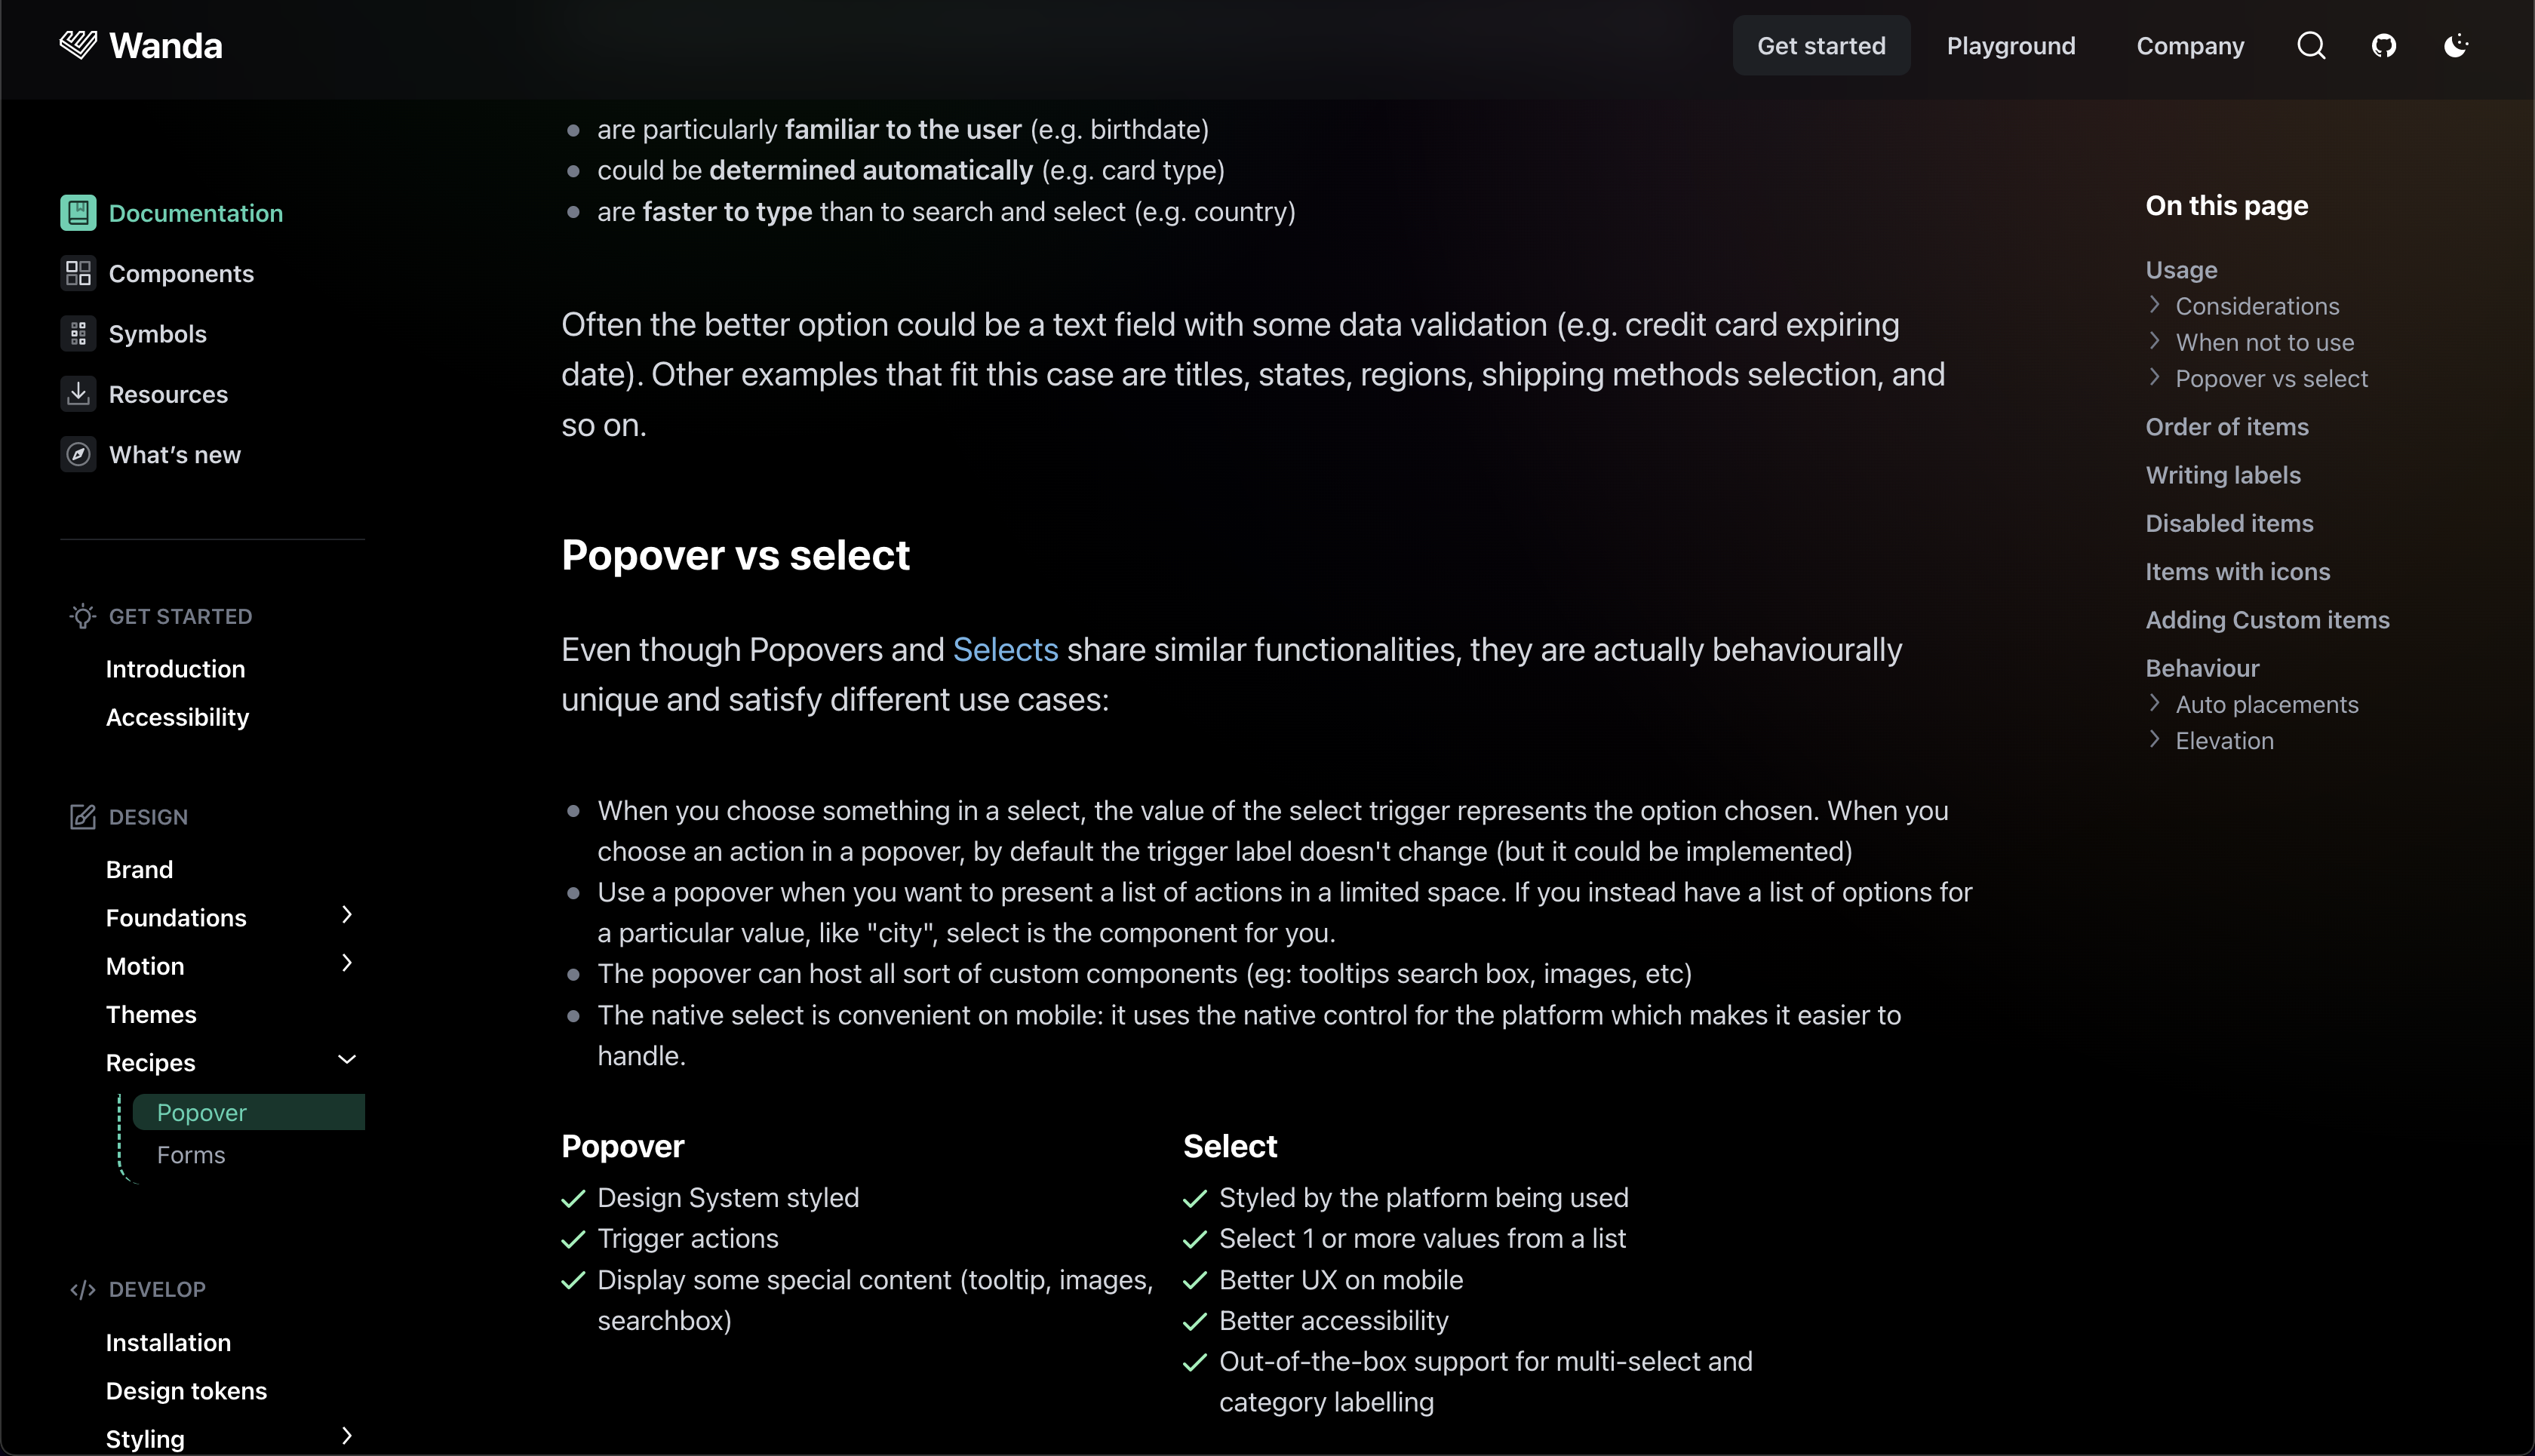 Wanda
Get started
Playground
Company
Documentation
Components
Symbols
Resources
What's new
GET STARTED
Introduction
Accessibility
DESIGN
Brand
Foundations
Motion
Themes
Recipes
Popover
Forms
DEVELOP
Installation
Design tokens
Styling
are particularly familiar to the user (e.g. birthdate)
could be determined automatically (e.g. card type)
are faster to type than to search and select (e.g. country)
Often the better option could be a text field with some data validation (e.g. credit card expiring
date). Other examples that fit this case are titles, states, regions, shipping methods selection, and
so on.
Popover vs select
Even though Popovers and Selects share similar functionalities, they are actually behaviourally
unique and satisfy different use cases:
When you choose something in a select, the value of the select trigger represents the option chosen. When you
choose an action in a popover, by default the trigger label doesn't change (but it could be implemented)
Use a popover when you want to present a list of actions in a limited space. If you instead have a list of options for
a particular value, like "city", select is the component for you.
The popover can host all sort of custom components (eg: tooltips search box, images, etc)
The native select is convenient on mobile: it uses the native control for the platform which makes it easier to
handle.
Popover
Design System styled
Trigger actions
Display some special content (tooltip, images,
searchbox)
Select
Styled by the platform being used
Select 1 or more values from a list
Better UX on mobile
Better accessibility
Out-of-the-box support for multi-select and
category labelling
On this page
Usage
Considerations
When not to use
Popover vs select
Order of items
Writing labels
Disabled items
Items with icons
Adding Custom items
Behaviour
Auto placements
Elevation